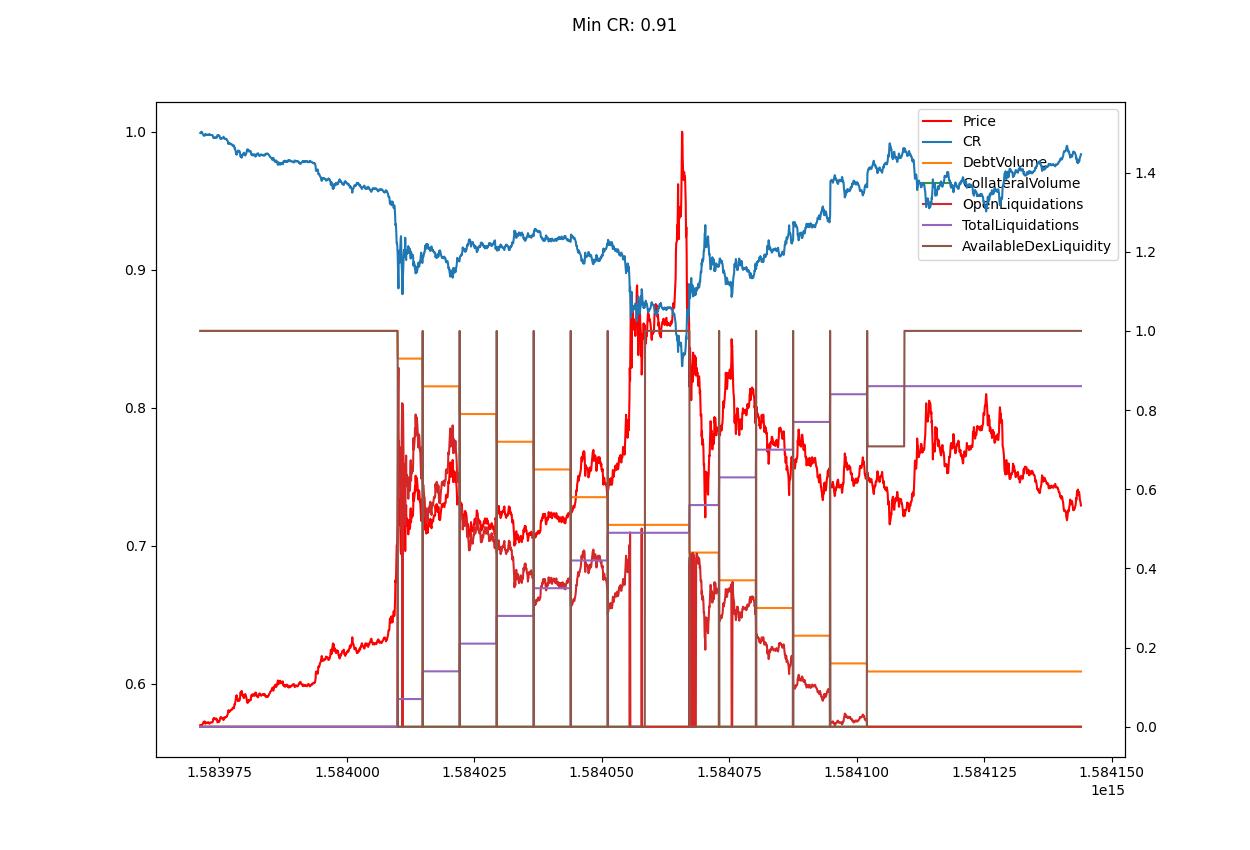 Min CR: 0.91
1.0
0.9
0.8
0.7
0.6
Price
CR
DebtVolume
CollateralVolume
OpenLiquidations
TotalLiquidations
AvailableDexLiquidity
1.4
1.2
1.0
0.8
0.6
0.4
0.2
0.0
1.583975 1.584000 1.584025 1.584050 1.584075 1.584100 1.584125 1.584150
1e15